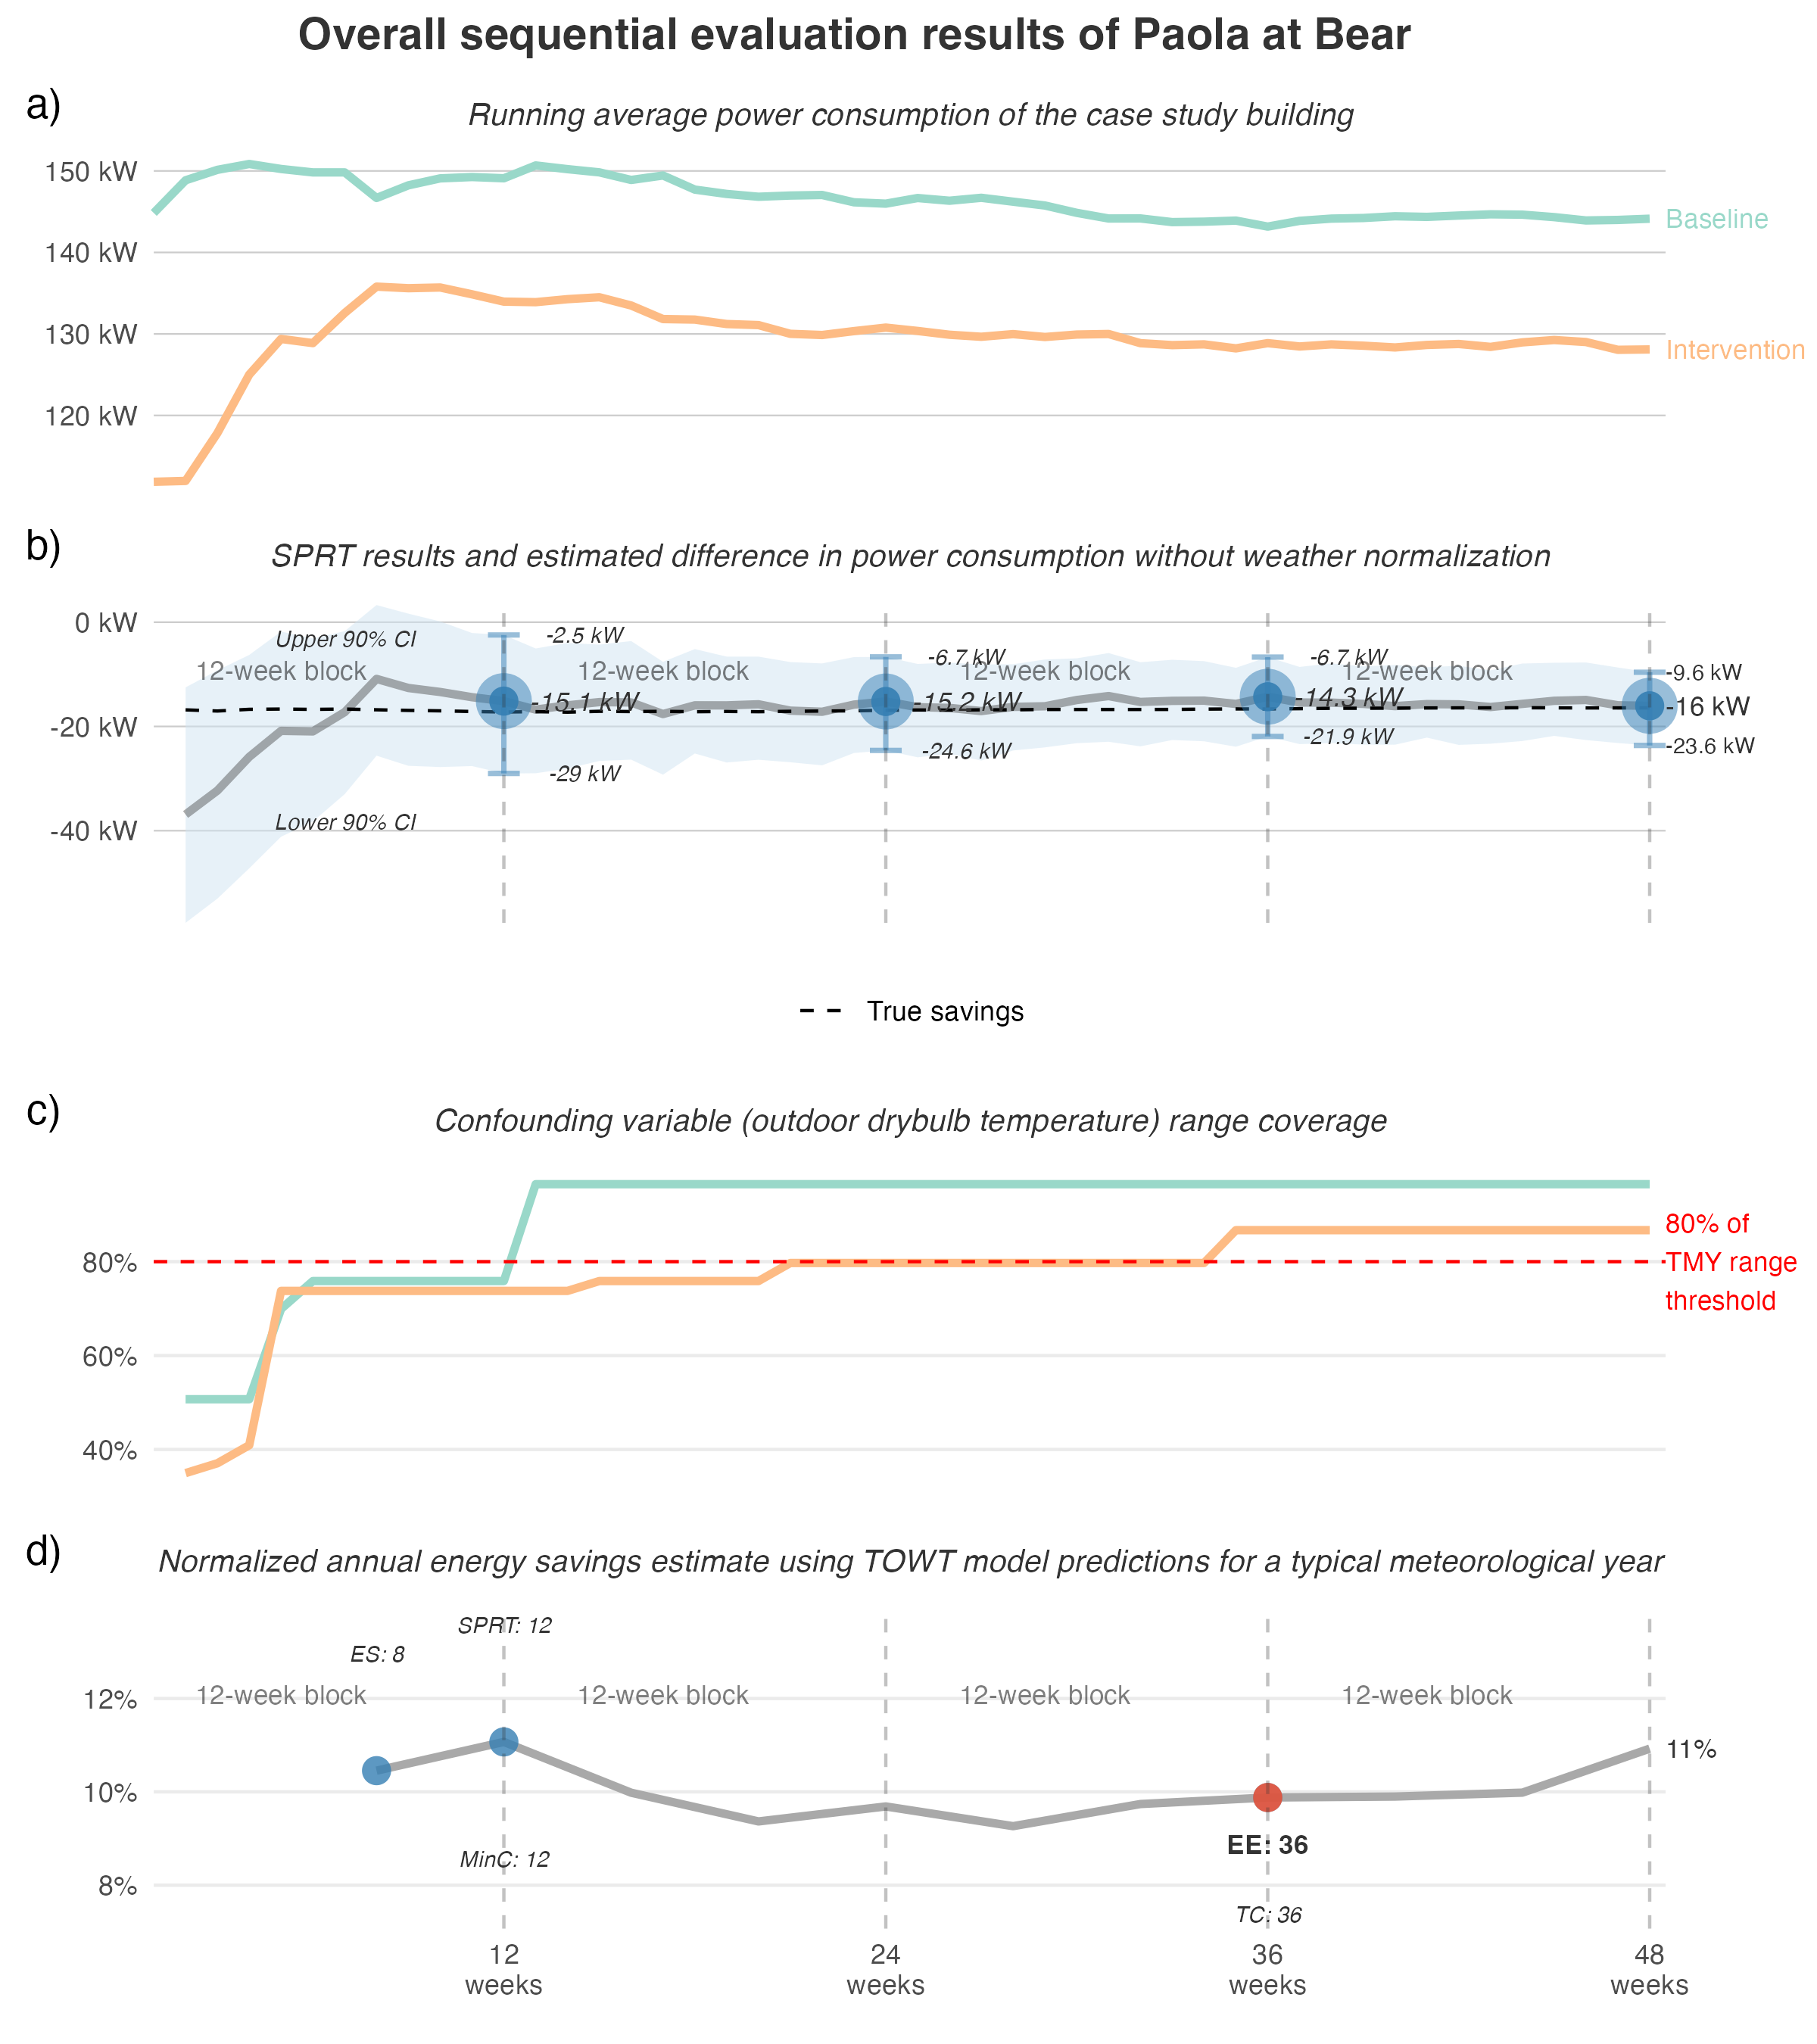 Overall sequential evaluation results of Paola at Bear
a)
Running average power consumption of the case study building
150 kW
140 kW
130 kW
120 kW
Baseline
Intervention
b)
SPRT results and estimated difference in power consumption without weather normalization
0 kW
-20 kW
-40 kW
Upper 90% CI
Lower 90% CI
12-week block
12-week block
12-week block
12-week block
-2.5 kW
-15.1 kW
-29 kW
-6.7 kW
-15.2 kW
-24.6 kW
-6.7 kW
-14.3 kW
-21.9 kW
-9.6 kW
-16 kW
-23.6 kW
True savings
c)
Confounding variable (outdoor drybulb temperature) range coverage
80%
60%
40%
80% of
TMY range
threshold
d)
Normalized annual energy savings estimate using TOWT model predictions for a typical meteorological year
SPRT: 12
ES: 8
12%
10%
8%
12-week block
12-week block
12-week block
12-week block
11%
MinC: 12
EE: 36
TC: 36
12
weeks
24
weeks
36
weeks
48
weeks